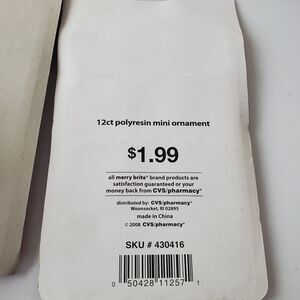 12ct polyresin mini ornament
$1.99
all merry brite® brand products are
satisfaction guaranteed or your
money back from CVS/pharmacy®
distributed by: CVS/pharmacy®
Woonsocket, RI 02895
made in China
© 2008 CVS/pharmacy®
SKU # 430416
0 50428 11257 1